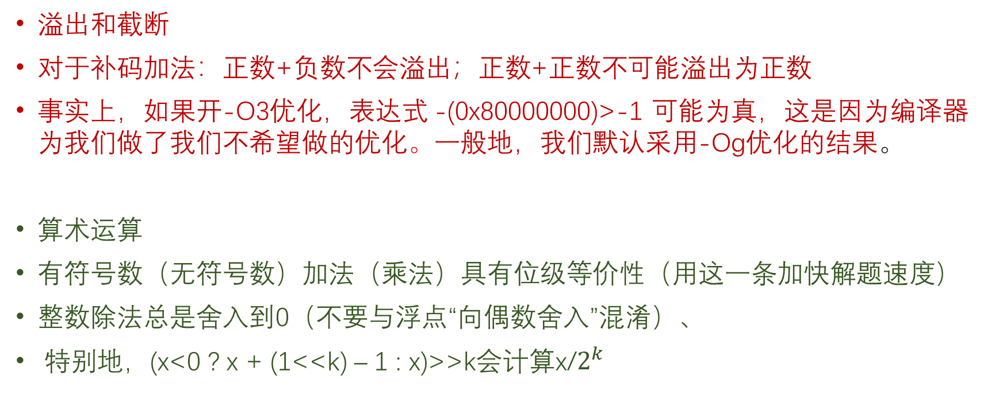 • 溢出和截断
• 对于补码加法：正数+负数不会溢出；正数+正数不可能溢出为正数
• 事实上，如果开-O3优化，表达式 -(0x80000000)>-1 可能为真，这是因为编译器
为我们做了我们不希望做的优化。一般地，我们默认采用-Og优化的结果。
• 算术运算
• 有符号数（无符号数）加法（乘法）具有位级等价性（用这一条加快解题速度）
• 整数除法总是舍入到0（不要与浮点“向偶数舍入”混淆）、
• 特别地，(x<0 ? x + (1<<k) – 1 : x)>>k会计算x/2^k